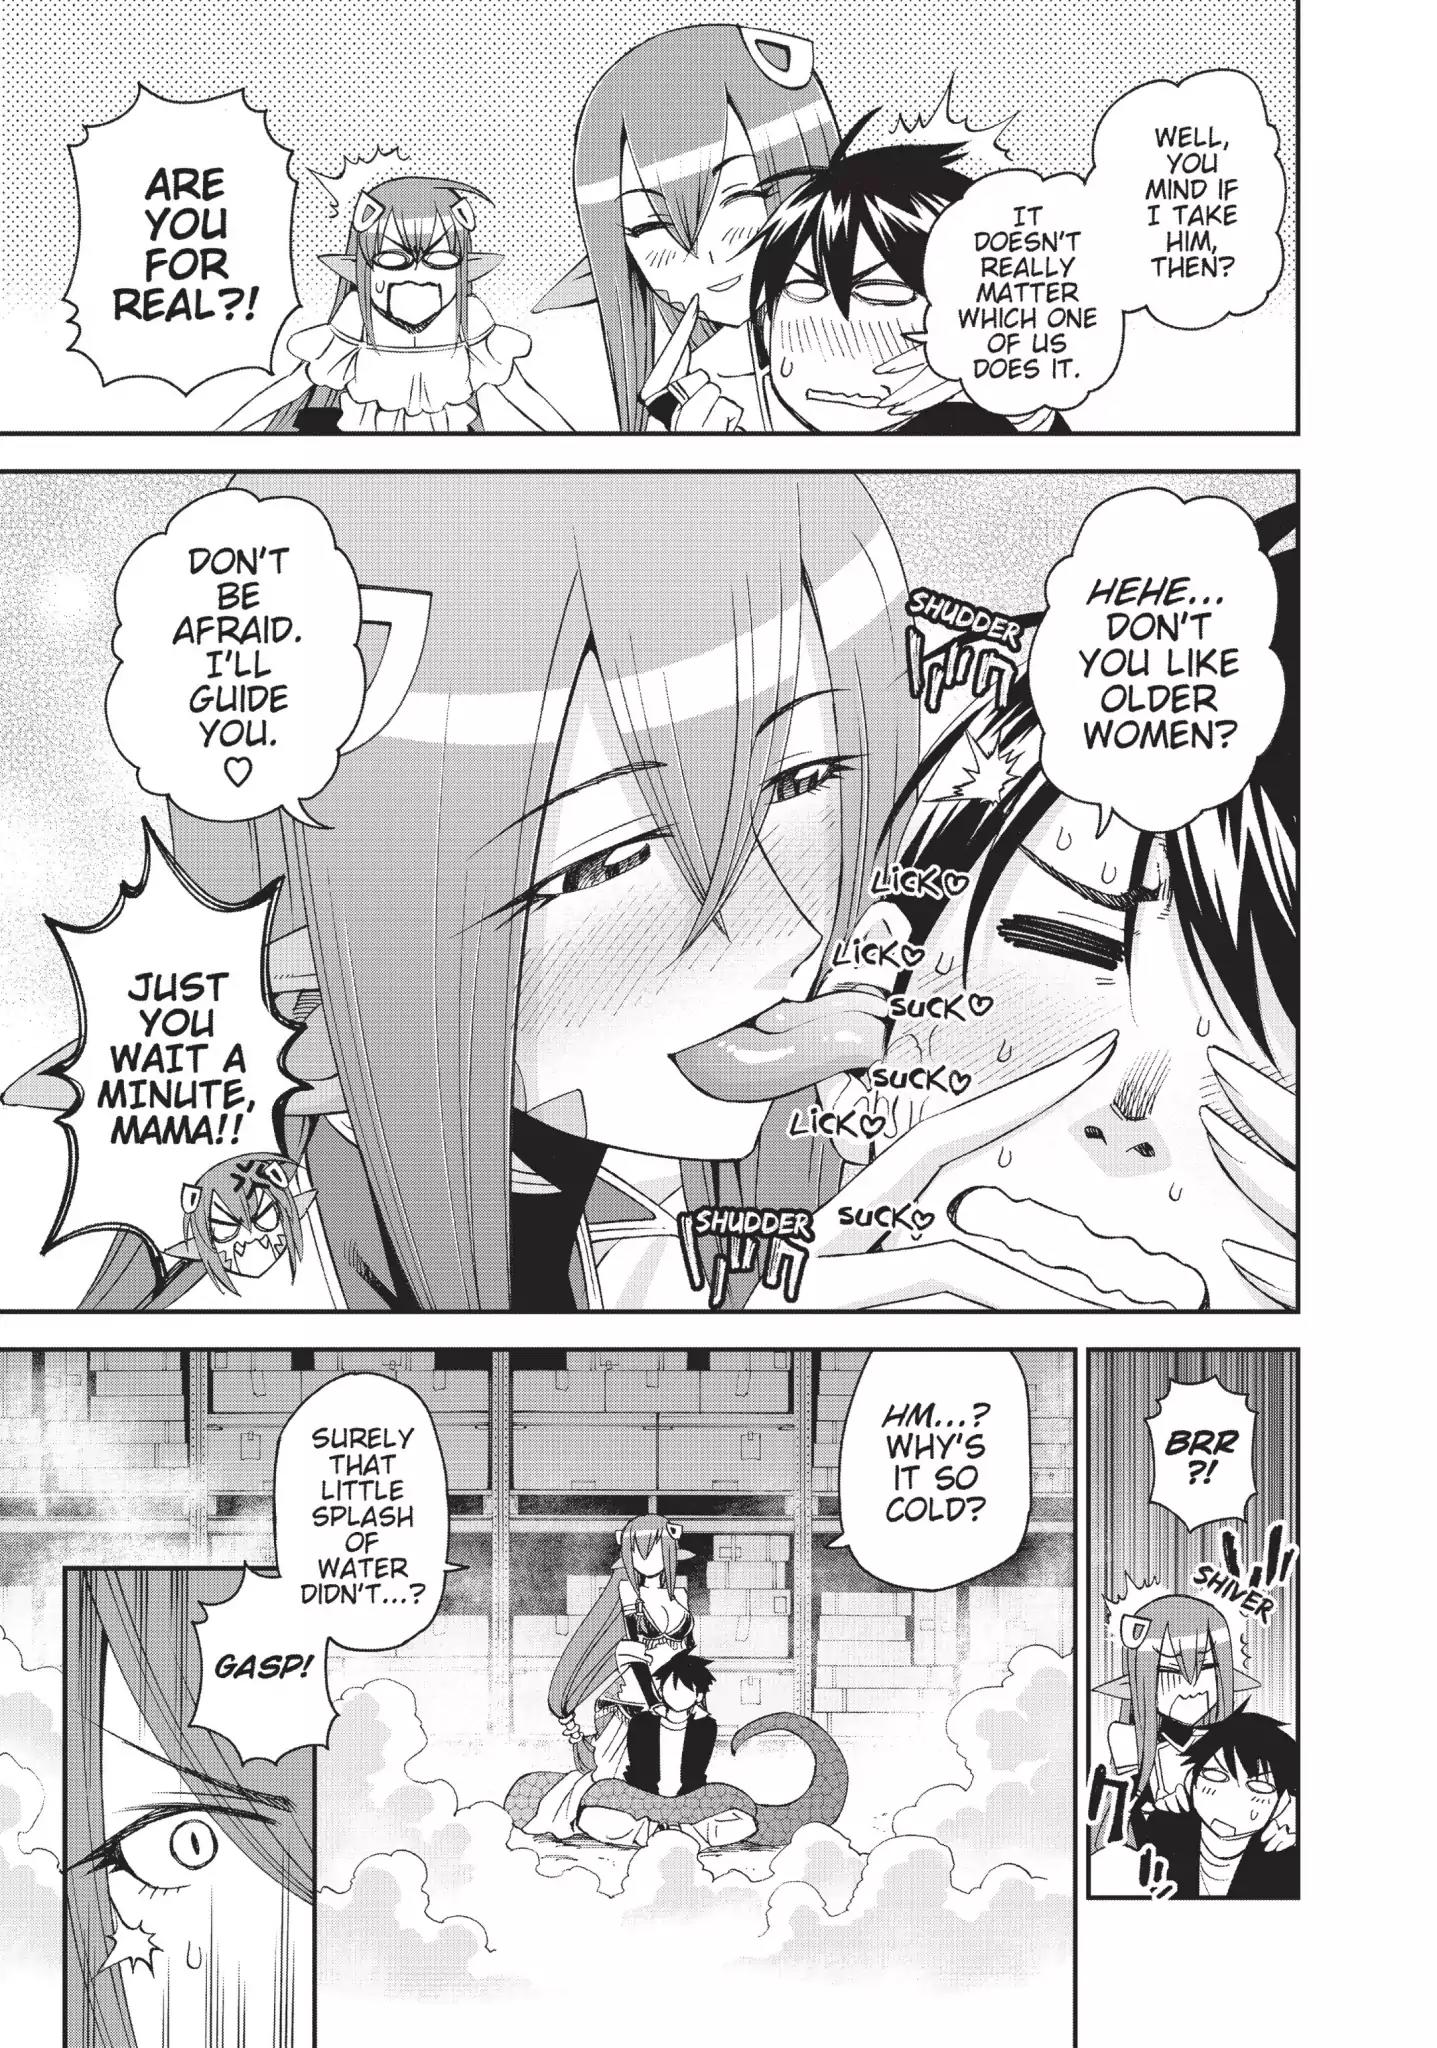 WELL,
YOU
MIND IF
I TAKE
HIM,
THEN?
IT
DOESN'T
REALLY
MATTER
WHICH ONE
OF US
DOES IT.
ARE
YOU
FOR
REAL?!
HEHE...
DON'T
YOU LIKE
OLDER
WOMEN?
SHUDDER
DON'T
BE
AFRAID.
I'LL
GUIDE
YOU.
♡
LICK♡
LICK♡
SUCK♡
SUCK♡
LICK♡
SUCK♡
SHUDDER
JUST
YOU
WAIT A
MINUTE,
MAMA!!
BRR
?!
SHIVER
HM...?
WHY'S
IT SO
COLD?
SURELY
THAT
LITTLE
SPLASH
OF
WATER
DIDN'T...?
GASP!